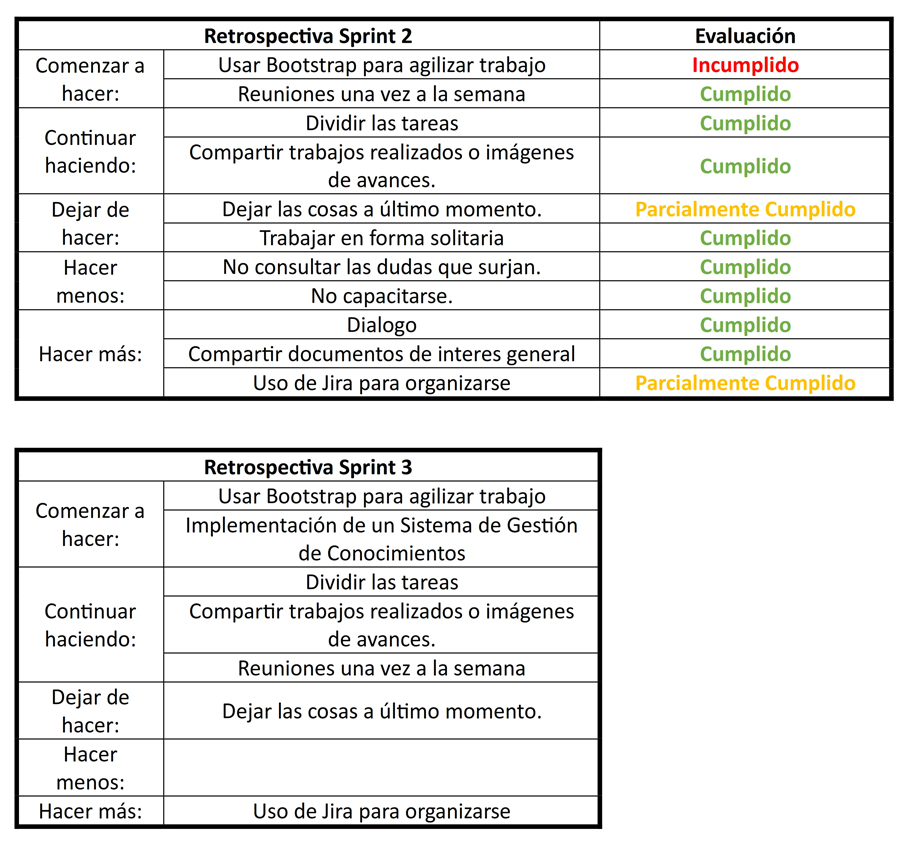 Retrospectiva Sprint 2 Evaluación
Comenzar a
hacer:
Usar Bootstrap para agilizar trabajo Incumplido
Reuniones una vez a la semana Cumplido
Continuar
haciendo:
Dividir las tareas Cumplido
Compartir trabajos realizados o imágenes
de avances.
Cumplido
Dejar de
hacer:
Dejar las cosas a último momento. Parcialmente Cumplido
Trabajar en forma solitaria Cumplido
Hacer
menos:
No consultar las dudas que surjan. Cumplido
No capacitarse. Cumplido
Hacer más:
Dialogo Cumplido
Compartir documentos de interes general Cumplido
Uso de Jira para organizarse Parcialmente Cumplido
Retrospectiva Sprint 3
Comenzar a
hacer:
Usar Bootstrap para agilizar trabajo
Implementación de un Sistema de Gestión
de Conocimientos
Continuar
haciendo:
Dividir las tareas
Compartir trabajos realizados o imágenes
de avances.
Reuniones una vez a la semana
Dejar de
hacer:
Dejar las cosas a último momento.
Hacer
menos:
Hacer más: Uso de Jira para organizarse